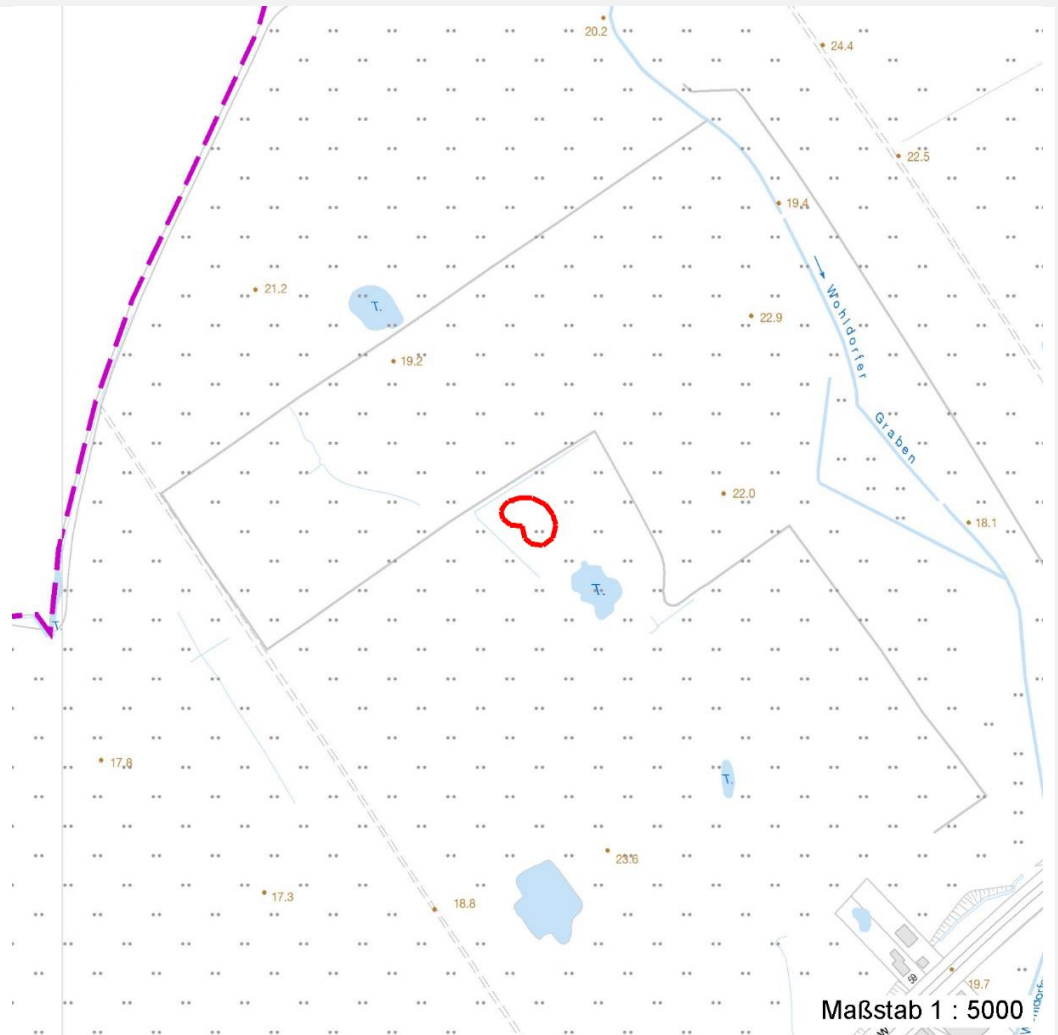 20.2
24.4
22.5
19.4
Wohldorfer
21.2
T.
22.9
19.2
Graben
22.0
18.1
T.
T.
17.8
T.
23.6
17.3
18.8
19.7
Maßstab 1 : 5000